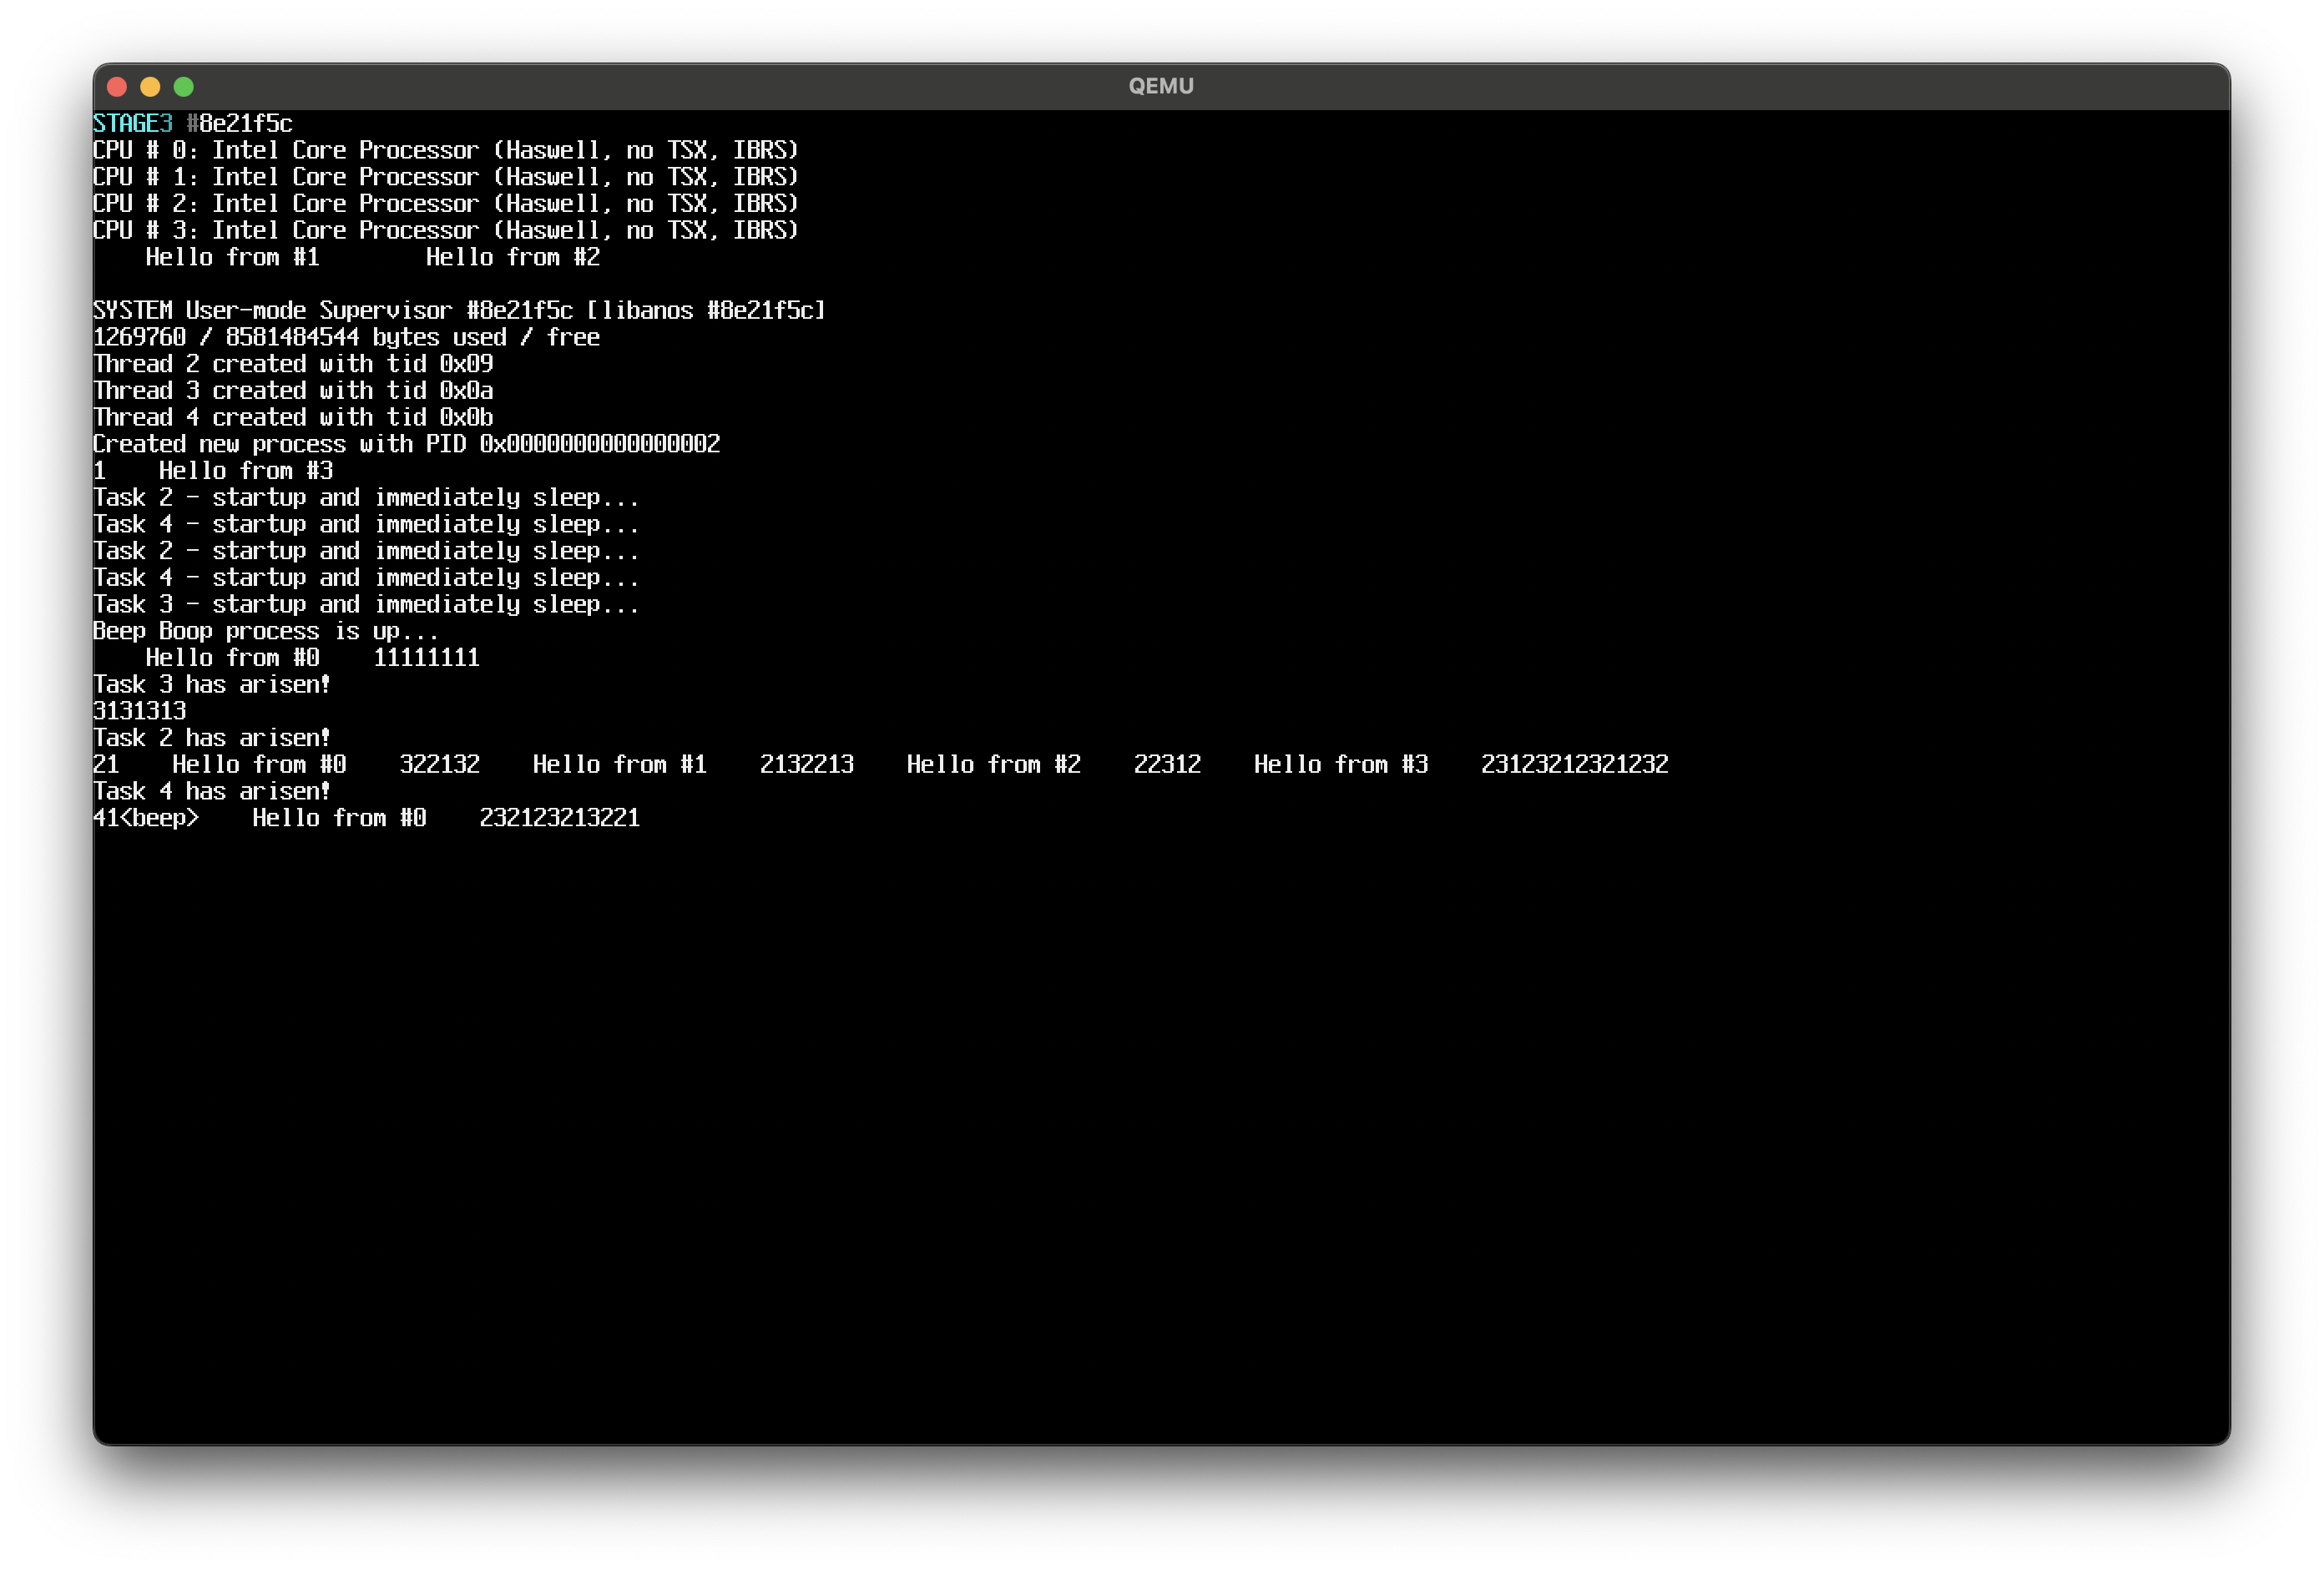 QEMU
STAGE3 #8e21f5c
CPU # 0: Intel Core Processor (Haswell, no TSX, IBRS)
CPU # 1: Intel Core Processor (Haswell, no TSX, IBRS)
CPU # 2: Intel Core Processor (Haswell, no TSX, IBRS)
CPU # 3: Intel Core Processor (Haswell, no TSX, IBRS)
    Hello from #1        Hello from #2
SYSTEM User-mode Supervisor #8e21f5c [libanos #8e21f5c]
1269760 / 8581484544 bytes used / free
Thread 2 created with tid 0x09
Thread 3 created with tid 0x0a
Thread 4 created with tid 0x0b
Created new process with PID 0x0000000000000002
1    Hello from #3
Task 2 - startup and immediately sleep...
Task 4 - startup and immediately sleep...
Task 2 - startup and immediately sleep...
Task 4 - startup and immediately sleep...
Task 3 - startup and immediately sleep...
Beep Boop process is up...
    Hello from #0    11111111
Task 3 has arisen!
3131313
Task 2 has arisen!
21    Hello from #0    322132    Hello from #1    2132213    Hello from #2    22312    Hello from #3    23123212321232
Task 4 has arisen!
41<beep>    Hello from #0    232123213221